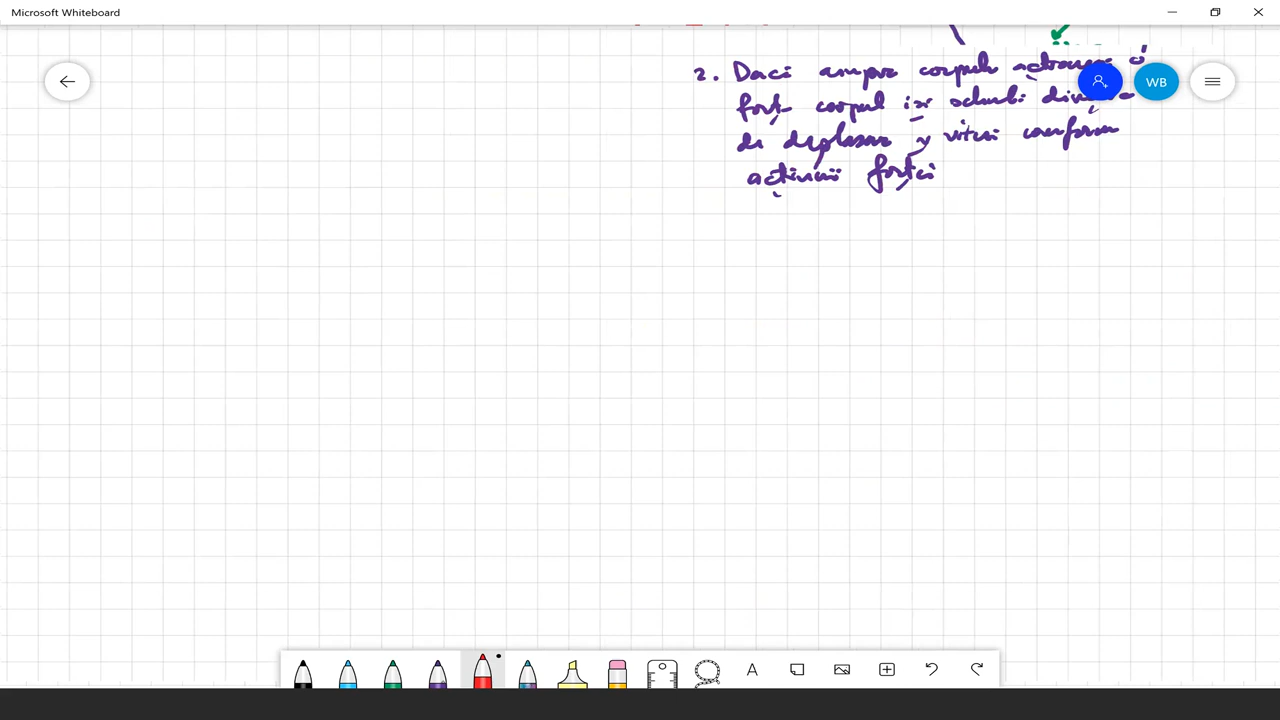 Microsoft Whiteboard
2. Dacă asupra corpului acționează o
forță corpul își schimbă direcția
de deplasare și viteza conform
acțiunii forței
WB
A